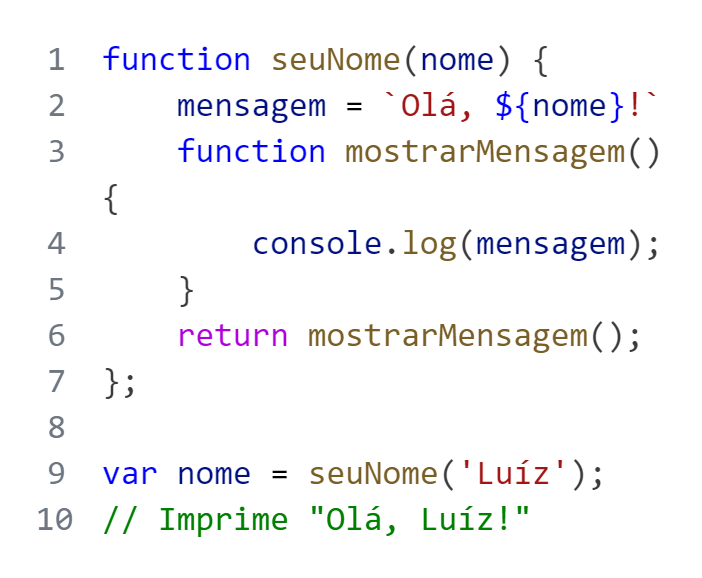 1 function seuNome(nome) {
2     mensagem = `Olá, ${nome}!`
3     function mostrarMensagem()
{
4         console.log(mensagem);
5     }
6     return mostrarMensagem();
7 };
8
9 var nome = seuNome('Luíz');
10 // Imprime "Olá, Luíz!"